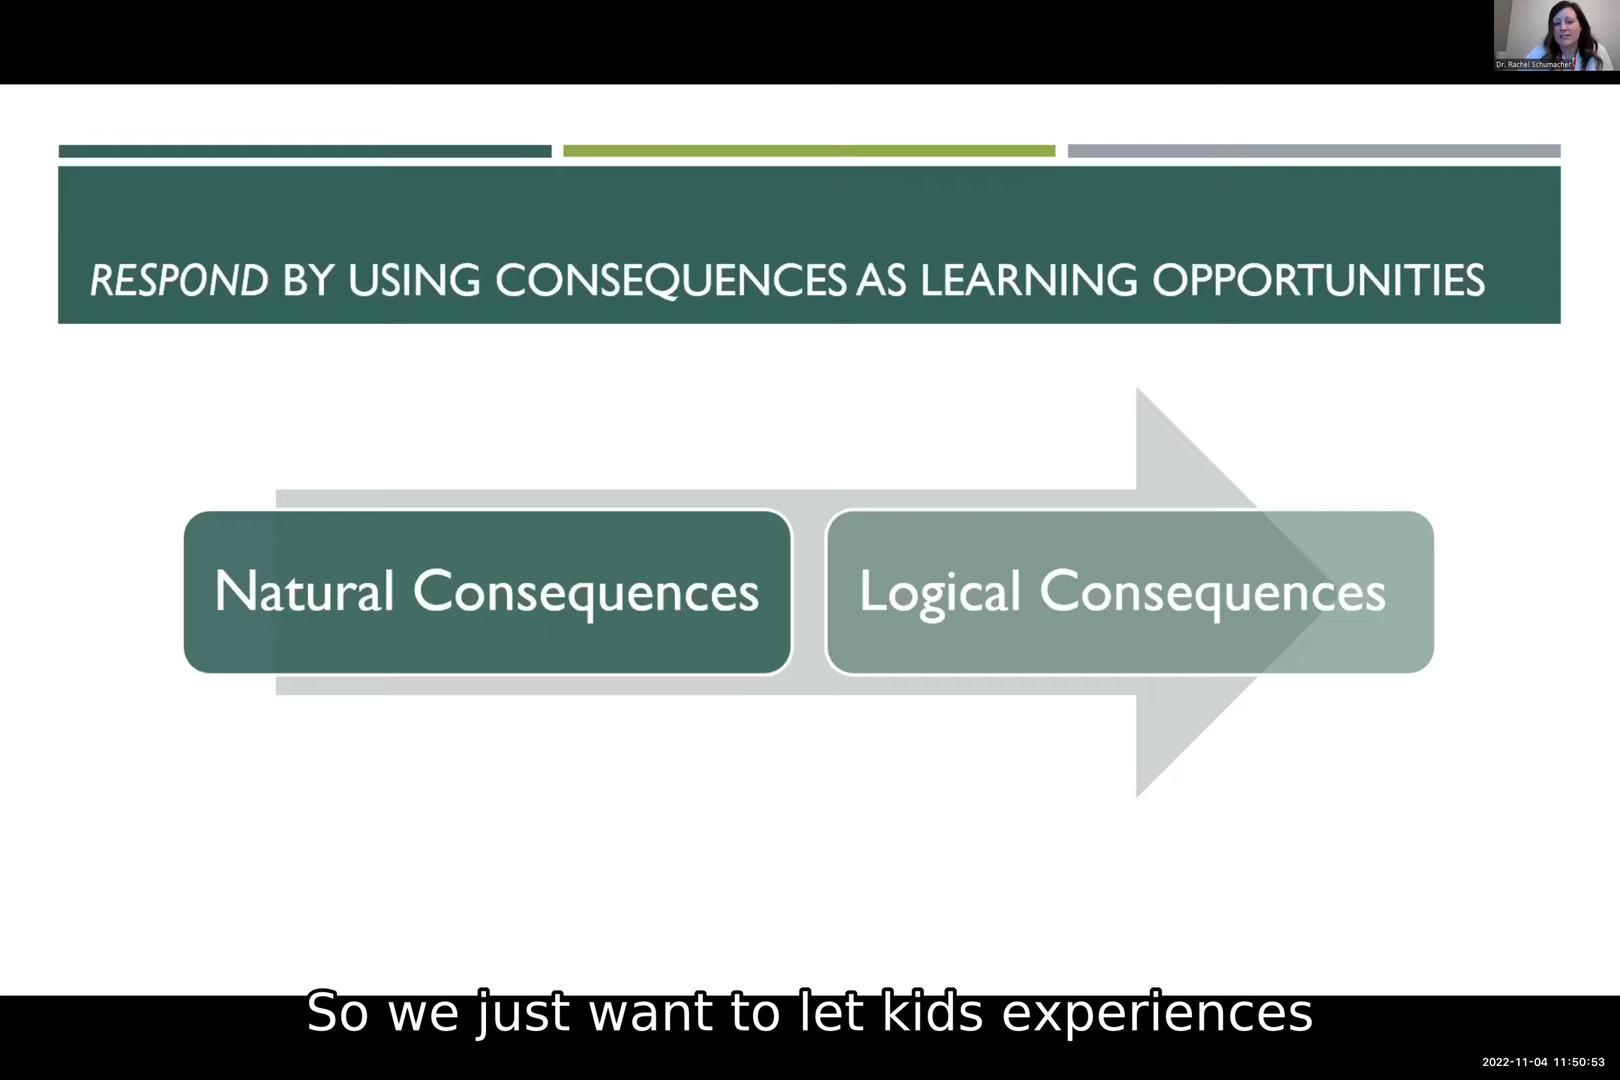 Dr. Rachel Schumacher
RESPOND BY USING CONSEQUENCES AS LEARNING OPPORTUNITIES
Natural Consequences
Logical Consequences
So we just want to let kids experiences
2022-11-04 11:50:53